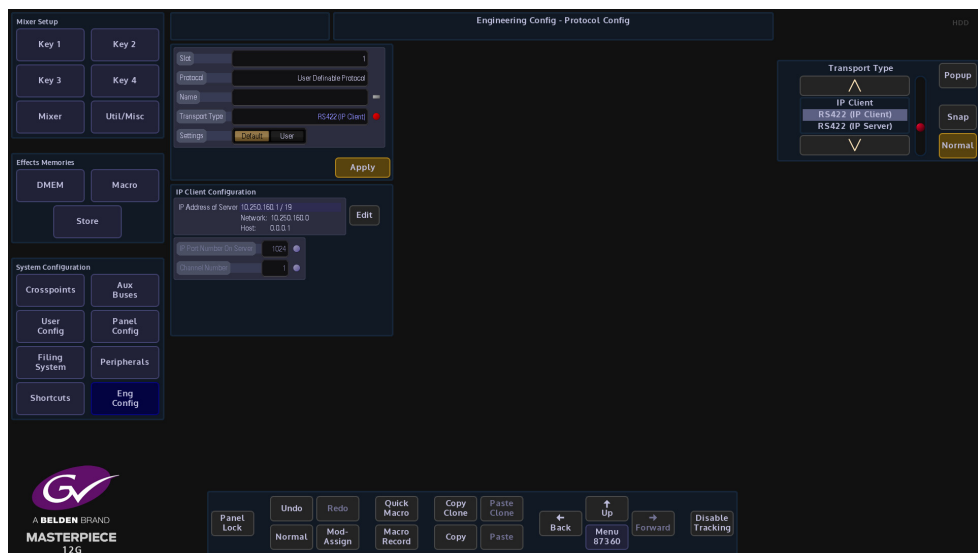 Mixer Setup
Key 1
Key 2
Key 3
Key 4
Mixer
Util/Misc
Effects Memories
DMEM
Macro
Store
System Configuration
Crosspoints
Aux
Buses
User
Config
Panel
Config
Filing
System
Peripherals
Shortcuts
Eng
Config
GV
A BELDEN BRAND
MASTERPIECE
12G
Engineering Config - Protocol Config
HDD
Slot
1
Protocol
User Definable Protocol
Name
Transport Type
RS422 (IP Client)
Settings
Default
User
Apply
IP Client Configuration
IP Address of Server 10.250.160.1 / 19
Network: 10.250.160.0
Host: 0.0.0.1
Edit
IP Port Number On Server
1024
Channel Number
1
Transport Type
IP Client
RS422 (IP Client)
RS422 (IP Server)
Popup
Snap
Normal
Panel
Lock
Undo
Redo
Normal
Mod-
Assign
Quick
Macro
Macro
Record
Copy
Clone
Paste
Clone
Copy
Paste
Back
Up
Menu
87360
Forward
Disable
Tracking